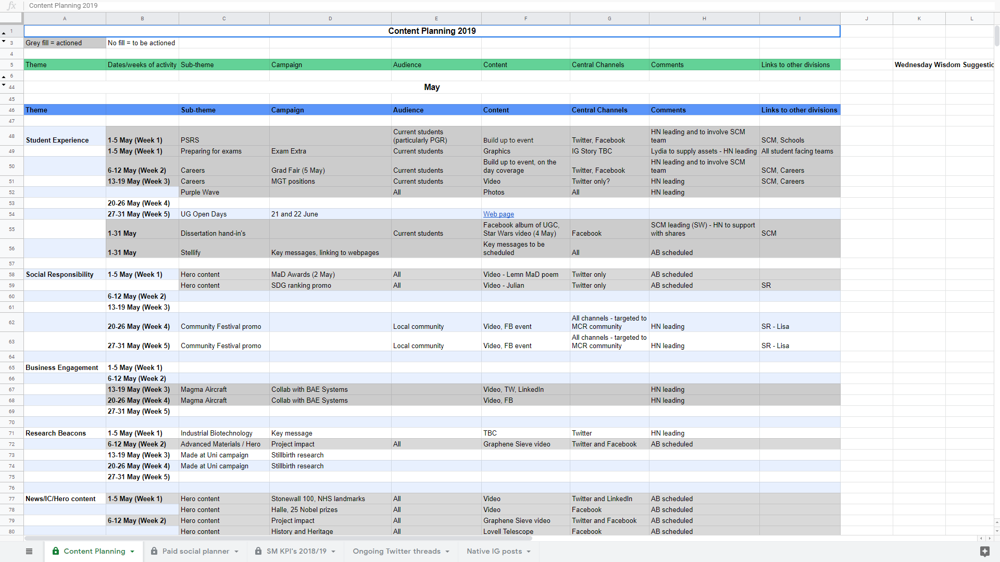 Content Planning 2019
A B C D E F G H I J K L
1 Content Planning 2019
3 Grey fill = actioned No fill = to be actioned
4
5 Theme Dates/weeks of activity Sub-theme Campaign Audience Content Central Channels Comments Links to other divisions Wednesday Wisdom Suggestio
6
44 May
45
46 Theme Sub-theme Campaign Audience Content Central Channels Comments Links to other divisions
47
48 Student Experience 1-5 May (Week 1) PSRS Current students (particularly PGR) Build up to event Twitter, Facebook HN leading and to involve SCM team SCM, Schools
49 1-5 May (Week 1) Preparing for exams Exam Extra Current students Graphics IG Story TBC Lydia to supply assets - HN leading All student facing teams
50 6-12 May (Week 2) Careers Grad Fair (5 May) Current students Build up to event, on the day coverage Twitter, Facebook HN leading and to involve SCM team SCM, Careers
51 13-19 May (Week 3) Careers MGT positions Current students Video Twitter only? HN leading SCM, Careers
52 Purple Wave All Photos All HN leading
53 20-26 May (Week 4)
54 27-31 May (Week 5) UG Open Days 21 and 22 June Web page
55 1-31 May Dissertation hand-in's Current students Facebook album of UGC, Star Wars video (4 May) Facebook SCM leading (SW) - HN to support with shares SCM
56 1-31 May Stellify Key messages, linking to webpages Key messages to be scheduled All AB scheduled
57
58 Social Responsibility 1-5 May (Week 1) Hero content MaD Awards (2 May) All Video - Lemn MaD poem Twitter only AB scheduled
59 Hero content SDG ranking promo All Video - Julian Twitter only AB scheduled SR
60 6-12 May (Week 2)
61 13-19 May (Week 3)
62 20-26 May (Week 4) Community Festival promo Local community Video, FB event All channels - targeted to MCR community HN leading SR - Lisa
63 27-31 May (Week 5) Community Festival promo Local community Video, FB event All channels - targeted to MCR community HN leading SR - Lisa
64
65 Business Engagement 1-5 May (Week 1)
66 6-12 May (Week 2)
67 13-19 May (Week 3) Magma Aircraft Collab with BAE Systems Video, TW, LinkedIn HN leading
68 20-26 May (Week 4) Magma Aircraft Collab with BAE Systems Video, FB HN leading
69 27-31 May (Week 5)
70
71 Research Beacons 1-5 May (Week 1) Industrial Biotechnology Key message TBC Twitter HN leading
72 6-12 May (Week 2) Advanced Materials / Hero Project impact All Graphene Sieve video Twitter and Facebook AB scheduled
73 13-19 May (Week 3) Made at Uni campaign Stillbirth research
74 20-26 May (Week 4) Made at Uni campaign Stillbirth research
75 27-31 May (Week 5)
76
77 News/IC/Hero content 1-5 May (Week 1) Hero content Stonewall 100, NHS landmarks All Video Twitter and LinkedIn AB scheduled
78 Hero content Halle, 25 Nobel prizes All Video Facebook AB scheduled
79 6-12 May (Week 2) Hero content Project impact All Graphene Sieve video Twitter and Facebook AB scheduled
80 Hero content History and Heritage All Lovell Telescope Facebook AB scheduled
Content Planning Paid social planner SM KPI's 2018/19 Ongoing Twitter threads Native IG posts